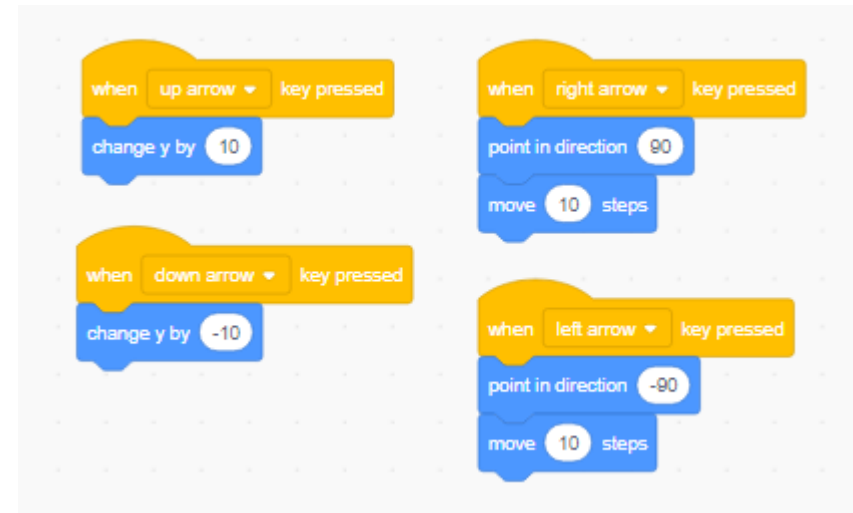 when up arrow key pressed
change y by 10
when down arrow key pressed
change y by -10
when right arrow key pressed
point in direction 90
move 10 steps
when left arrow key pressed
point in direction -90
move 10 steps